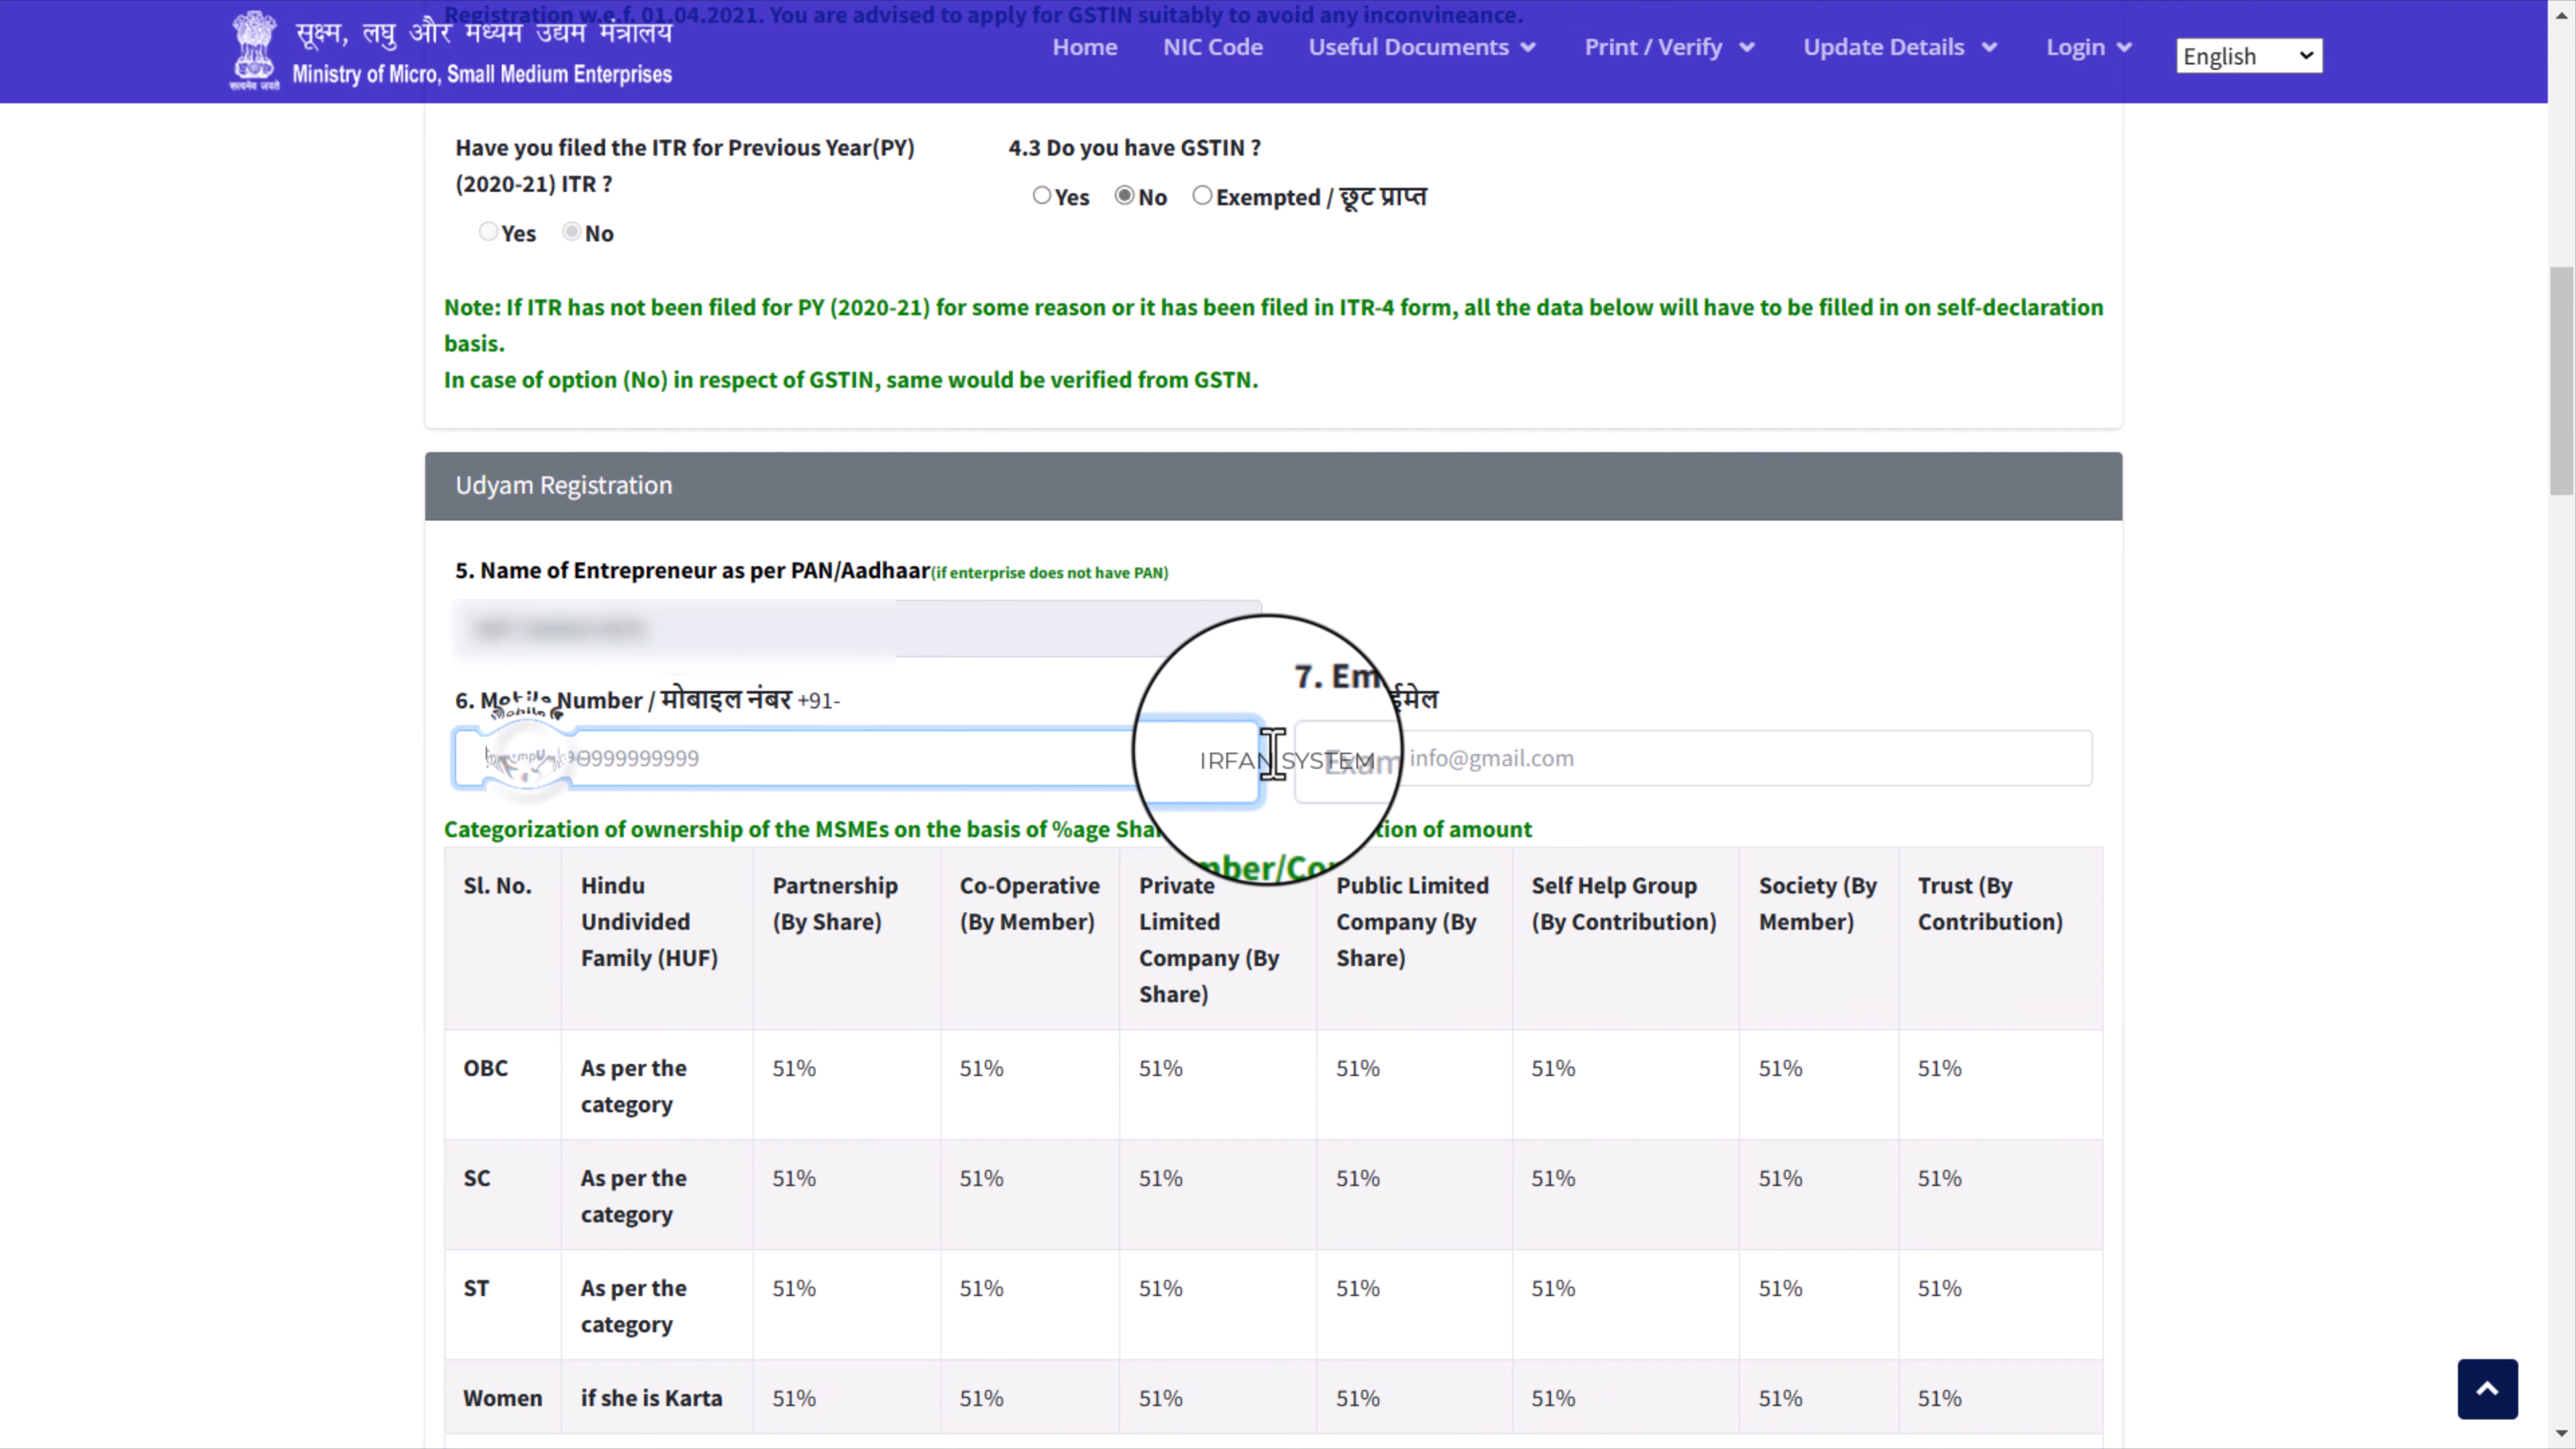 Registration w.e.f. 01.04.2021. You are advised to apply for GSTIN suitably to avoid any inconvineance.
सूक्ष्म, लघु और मध्यम उद्यम मंत्रालय
Ministry of Micro, Small Medium Enterprises
सत्यमेव जयते
Home NIC Code Useful Documents Print / Verify Update Details Login English
Have you filed the ITR for Previous Year(PY)
(2020-21) ITR ?
Yes No
4.3 Do you have GSTIN ?
Yes No Exempted / छूट प्राप्त
Note: If ITR has not been filed for PY (2020-21) for some reason or it has been filed in ITR-4 form, all the data below will have to be filled in on self-declaration
basis.
In case of option (No) in respect of GSTIN, same would be verified from GSTN.
Udyam Registration
5. Name of Entrepreneur as per PAN/Aadhaar(if enterprise does not have PAN)
6. Mobile Number / मोबाइल नंबर +91-
7. Em ईमेल
9999999999
IRFAN SYSTEM
Exam info@gmail.com
Categorization of ownership of the MSMEs on the basis of %age Sha mber/Co tion of amount
Sl. No. Hindu Undivided Family (HUF) Partnership (By Share) Co-Operative (By Member) Private Limited Company (By Share) Public Limited Company (By Share) Self Help Group (By Contribution) Society (By Member) Trust (By Contribution)
OBC As per the category 51% 51% 51% 51% 51% 51% 51%
SC As per the category 51% 51% 51% 51% 51% 51% 51%
ST As per the category 51% 51% 51% 51% 51% 51% 51%
Women if she is Karta 51% 51% 51% 51% 51% 51% 51%